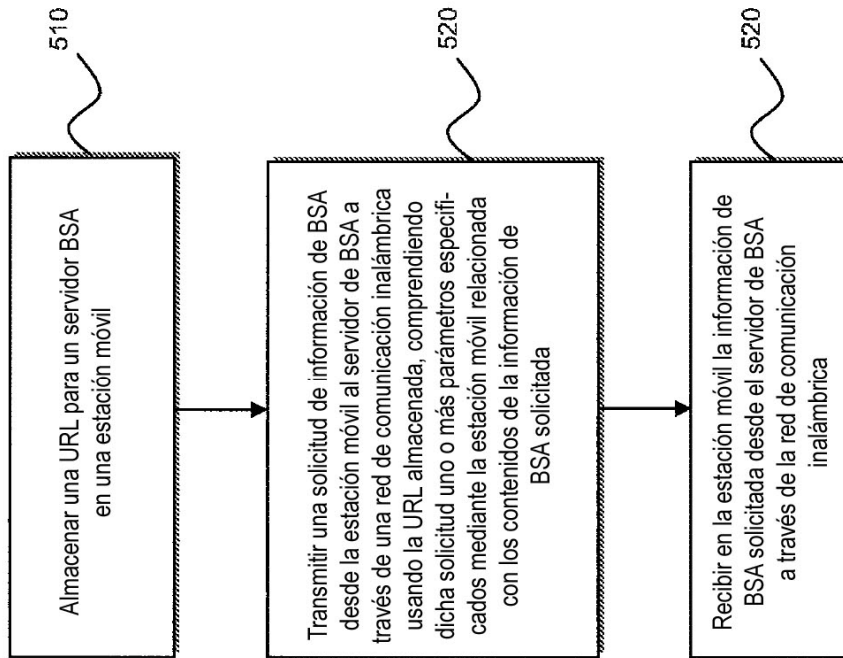 Almacenar una URL para un servidor BSA
en una estación móvil
510
Transmitir una solicitud de información de BSA
desde la estación móvil al servidor de BSA a
través de una red de comunicación inalámbrica
usando la URL almacenada, comprendiendo
dicha solicitud uno o más parámetros especifi-
cados mediante la estación móvil relacionada
con los contenidos de la información de
BSA solicitada
520
Recibir en la estación móvil la información de
BSA solicitada desde el servidor de BSA
a través de la red de comunicación
inalámbrica
520